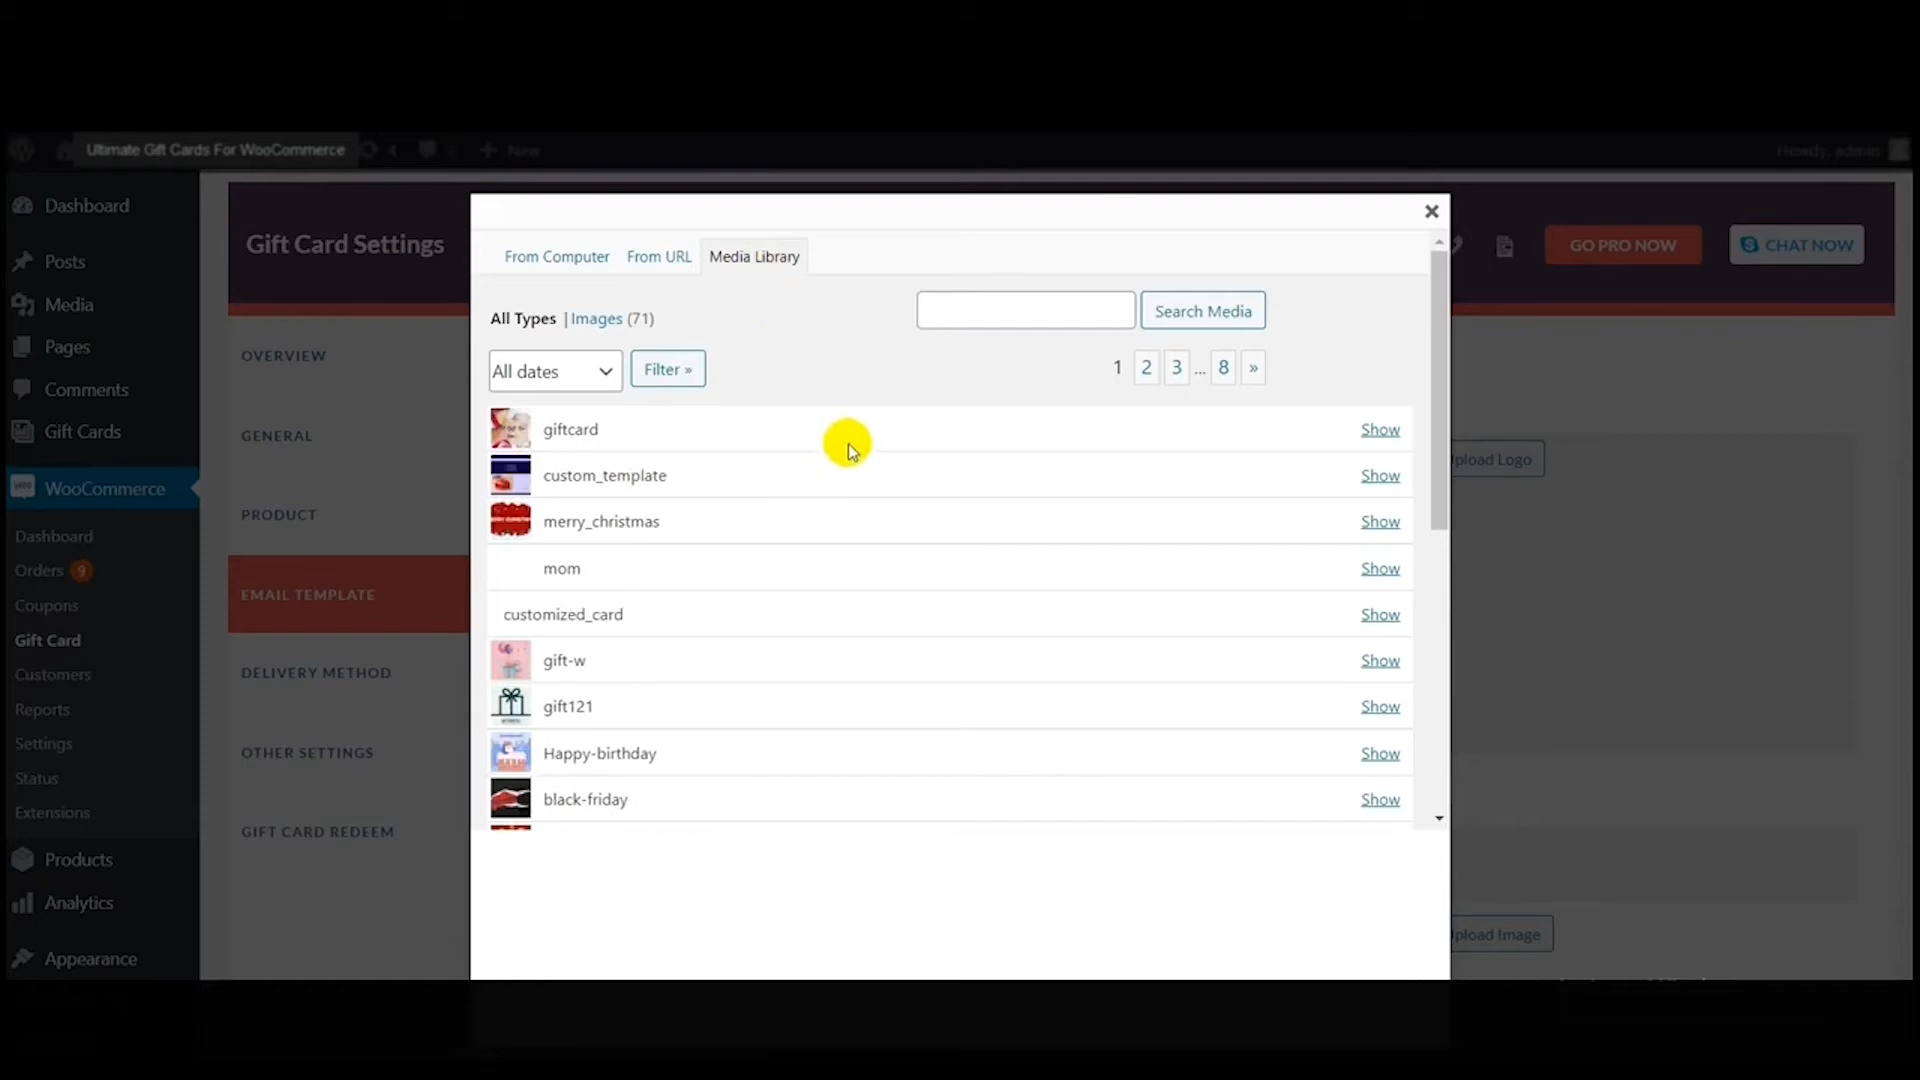 Ultimate Gift Cards For WooCommerce
4
New
Howdy, admin
Dashboard
Posts
Media
Pages
Comments
Gift Cards
WooCommerce
Dashboard
Orders 9
Coupons
Gift Card
Customers
Reports
Settings
Status
Extensions
Products
Analytics
Appearance
Gift Card Settings
GO PRO NOW
CHAT NOW
OVERVIEW
GENERAL
PRODUCT
EMAIL TEMPLATE
DELIVERY METHOD
OTHER SETTINGS
GIFT CARD REDEEM
From Computer From URL Media Library
All Types | Images (71)
Search Media
All dates Filter »
1 2 3 ... 8 »
giftcard Show
custom_template Show
merry_christmas Show
mom Show
customized_card Show
gift-w Show
gift121 Show
Happy-birthday Show
black-friday Show
pload Logo
pload Image